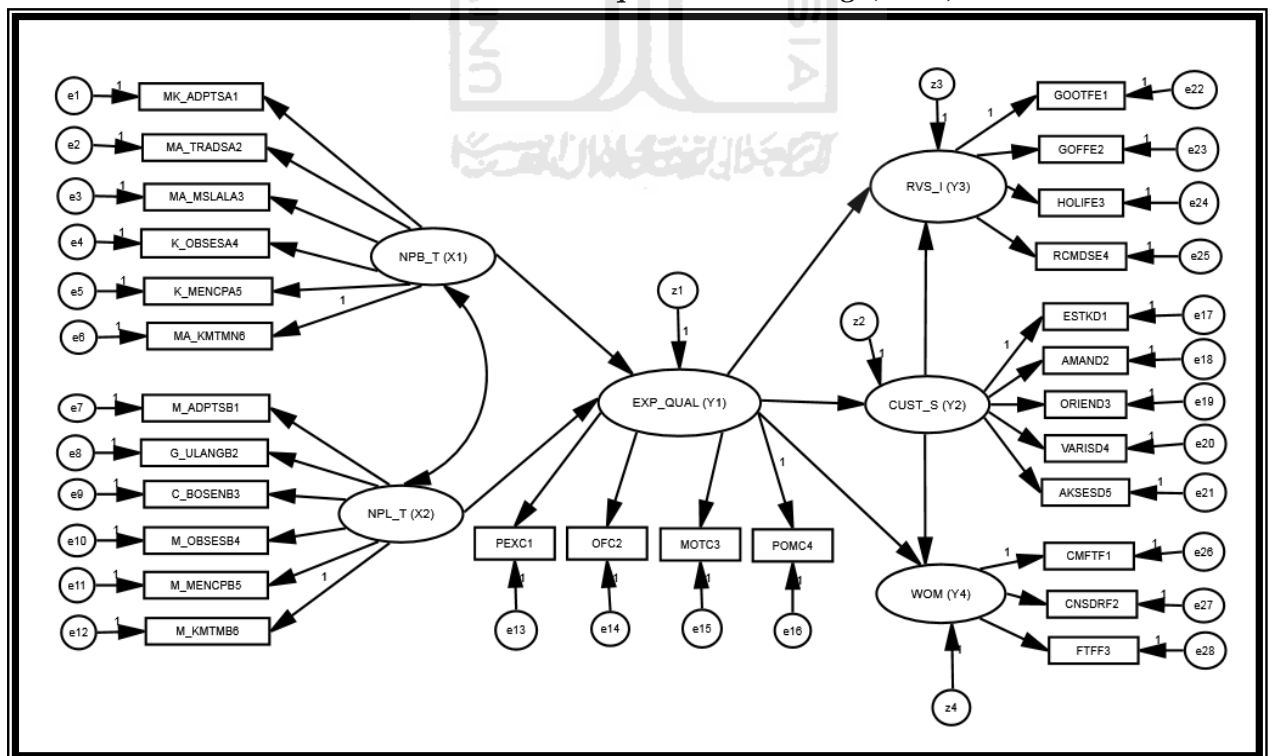 e1 1 MK_ADPTSA1
e2 1 MA_TRADSA2
e3 1 MA_MSLALA3
e4 1 K_OBSESA4
e5 1 K_MENCPA5
e6 1 MA_KMTMN6 1
NPB_T (X1)
e7 1 M_ADPTSB1
e8 1 G_ULANGB2
e9 1 C_BOSENB3
e10 1 M_OBSESB4
e11 1 M_MENCPB5
e12 1 M_KMTMB6 1
NPL_T (X2)
z1
1
EXP_QUAL (Y1)
1
PEXC1 OFC2 MOTC3 POMC4
1 1 1 1
e13 e14 e15 e16
z3
1
RVS_I (Y3)
1 GOOTFE1 1 e22
GOFFE2 1 e23
HOLIFE3 1 e24
RCMDSE4 1 e25
z2
1
CUST_S (Y2)
1 ESTKD1 1 e17
AMAND2 1 e18
ORIEND3 1 e19
VARISD4 1 e20
AKSESD5 1 e21
WOM (Y4)
1 CMFTF1 1 e26
CNSDRF2 1 e27
FTFF3 1 e28
1
z4